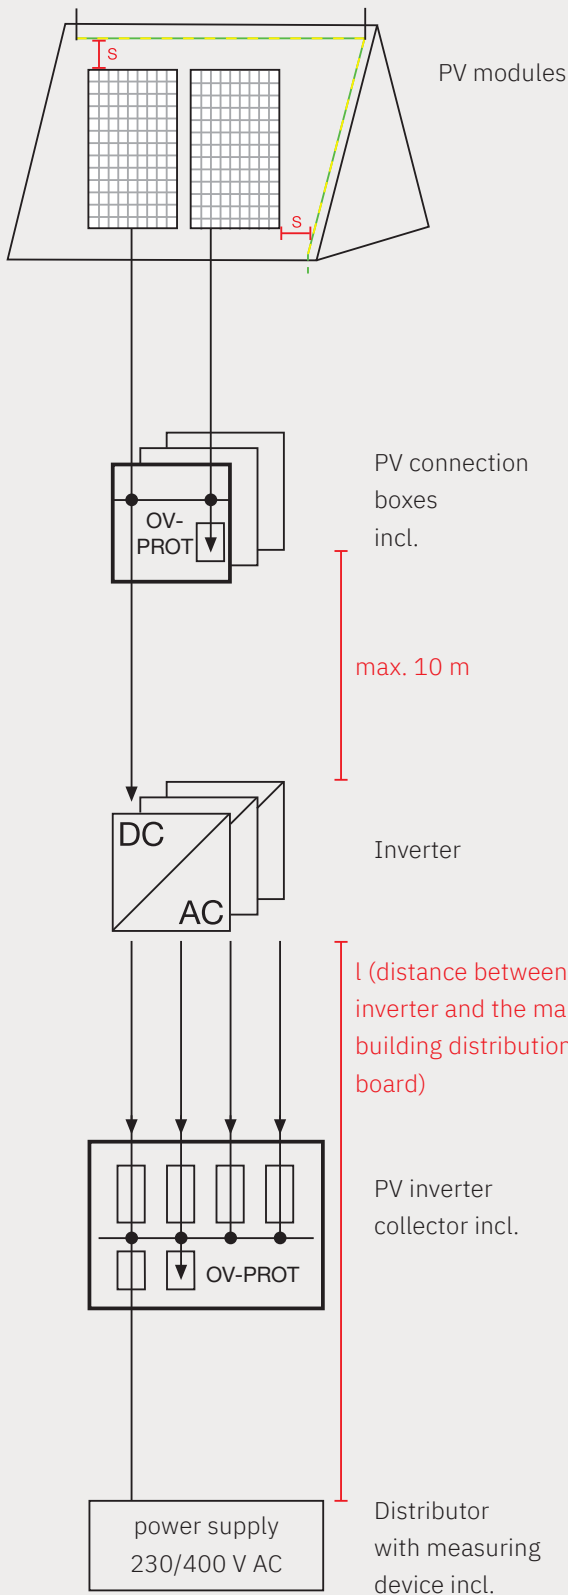 S
PV modules
S
PV connection
boxes
incl.
OV-
PROT
max. 10 m
DC
AC
Inverter
l (distance between
inverter and the ma
building distribution
board)
PV inverter
collector incl.
OV-PROT
power supply
230/400 V AC
Distributor
with measuring
device incl.